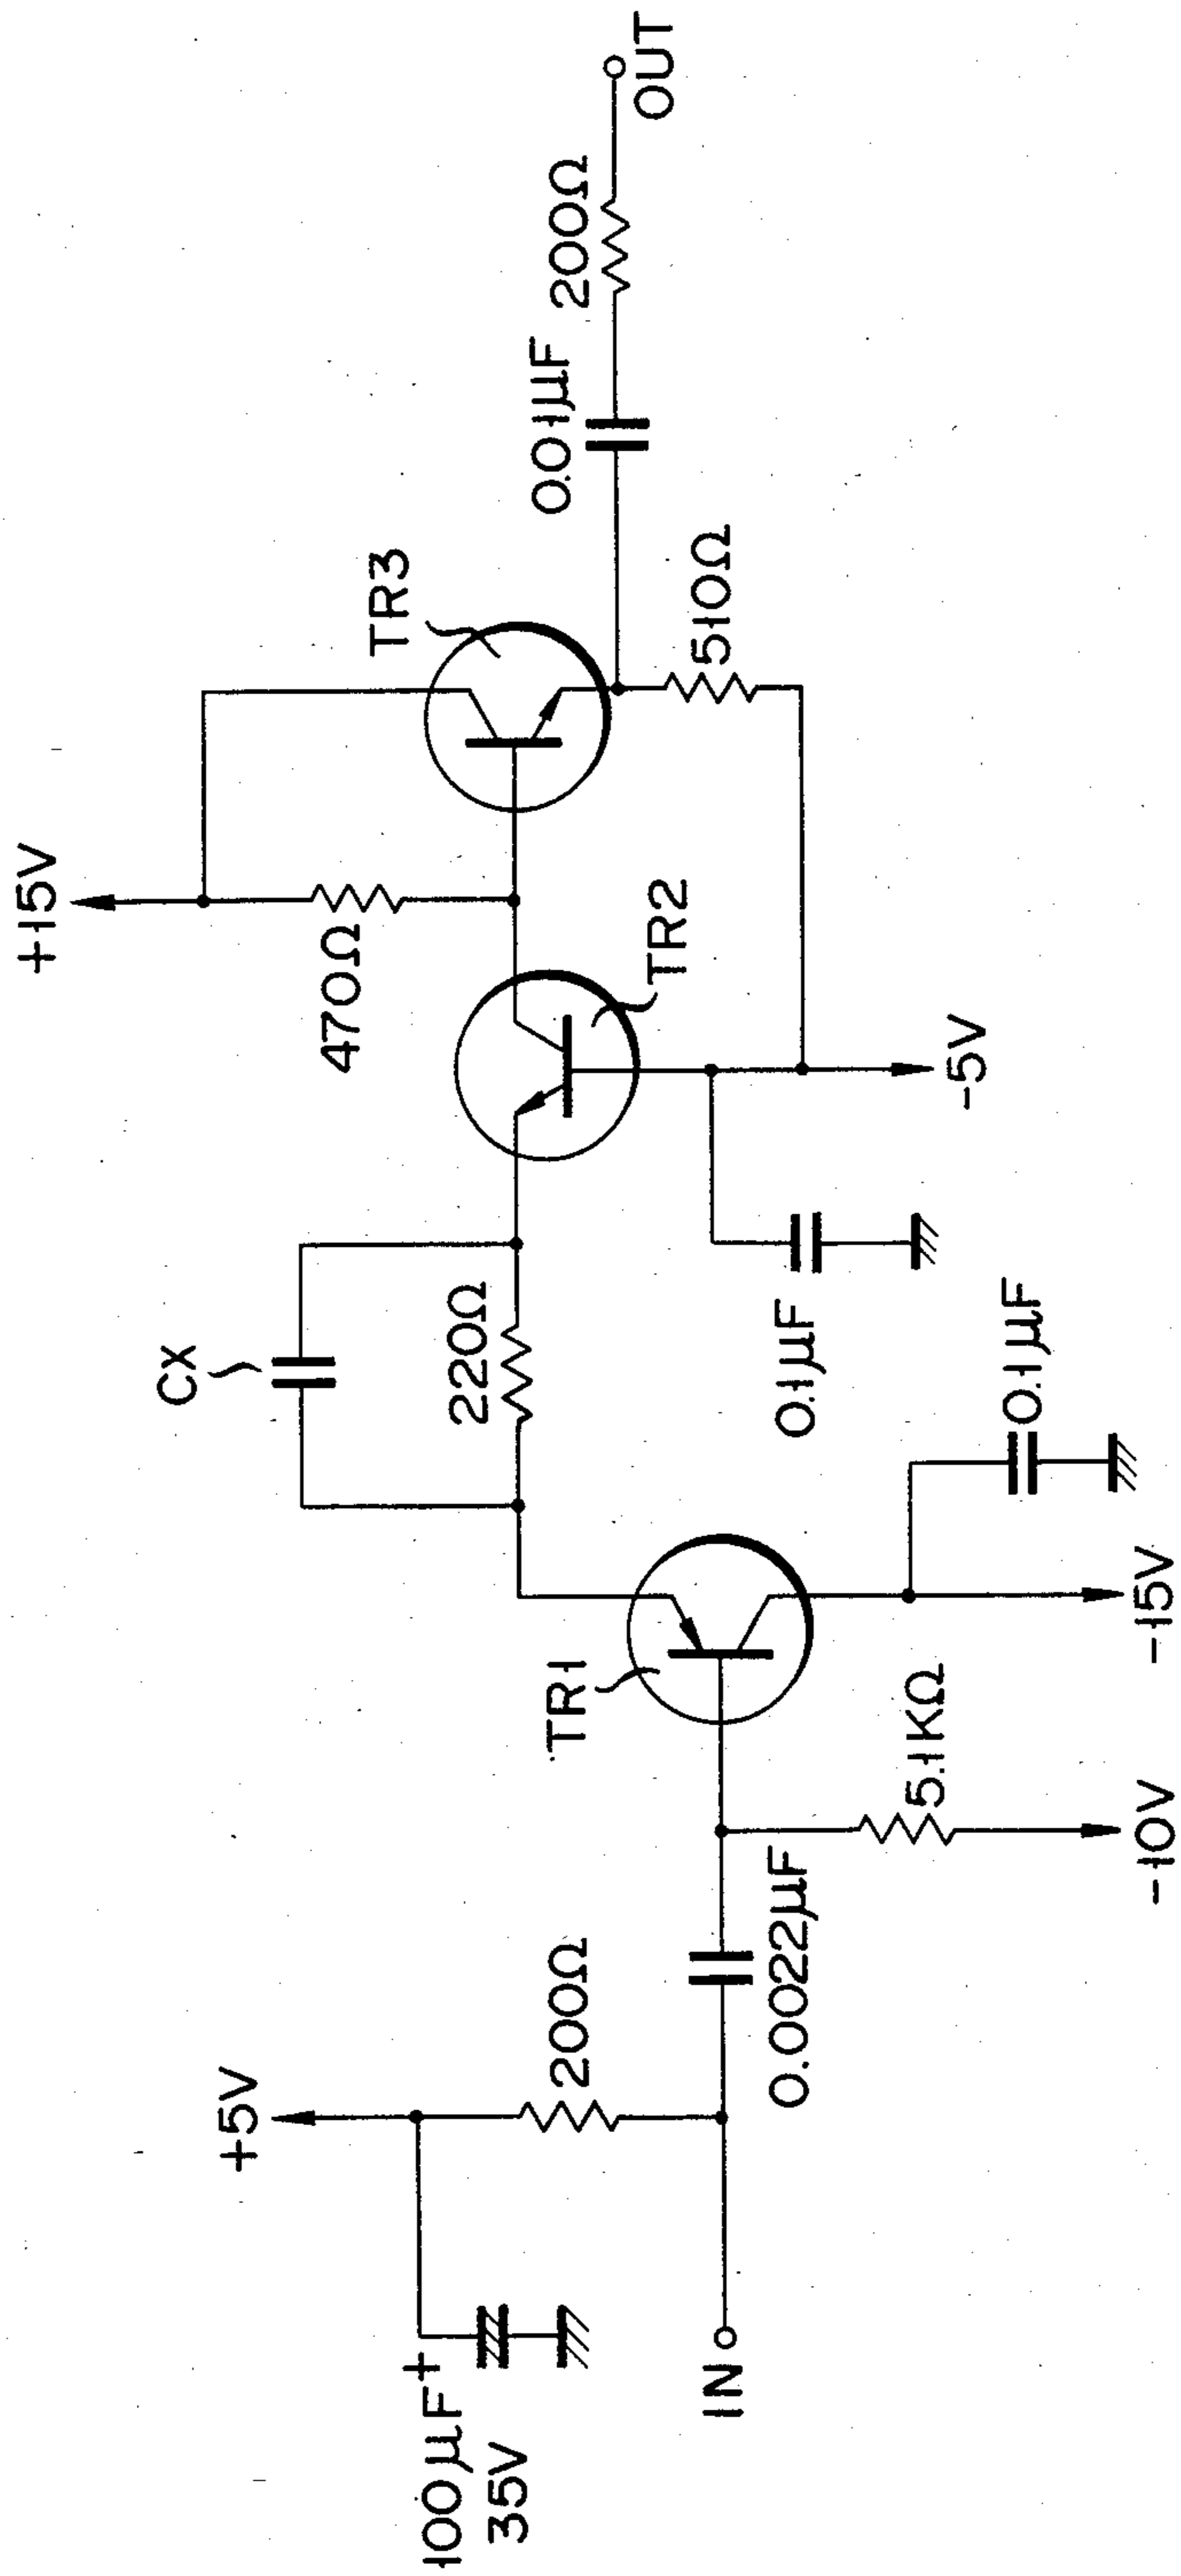 +15V
+5V
CX
470Ω
TR3
100µF+
35V
200Ω
220Ω
0.01µF
200Ω
OUT
TR1
TR2
510Ω
IN
0.0022µF
5.1KΩ
0.1µF
0.1µF
-5V
-10V
-15V